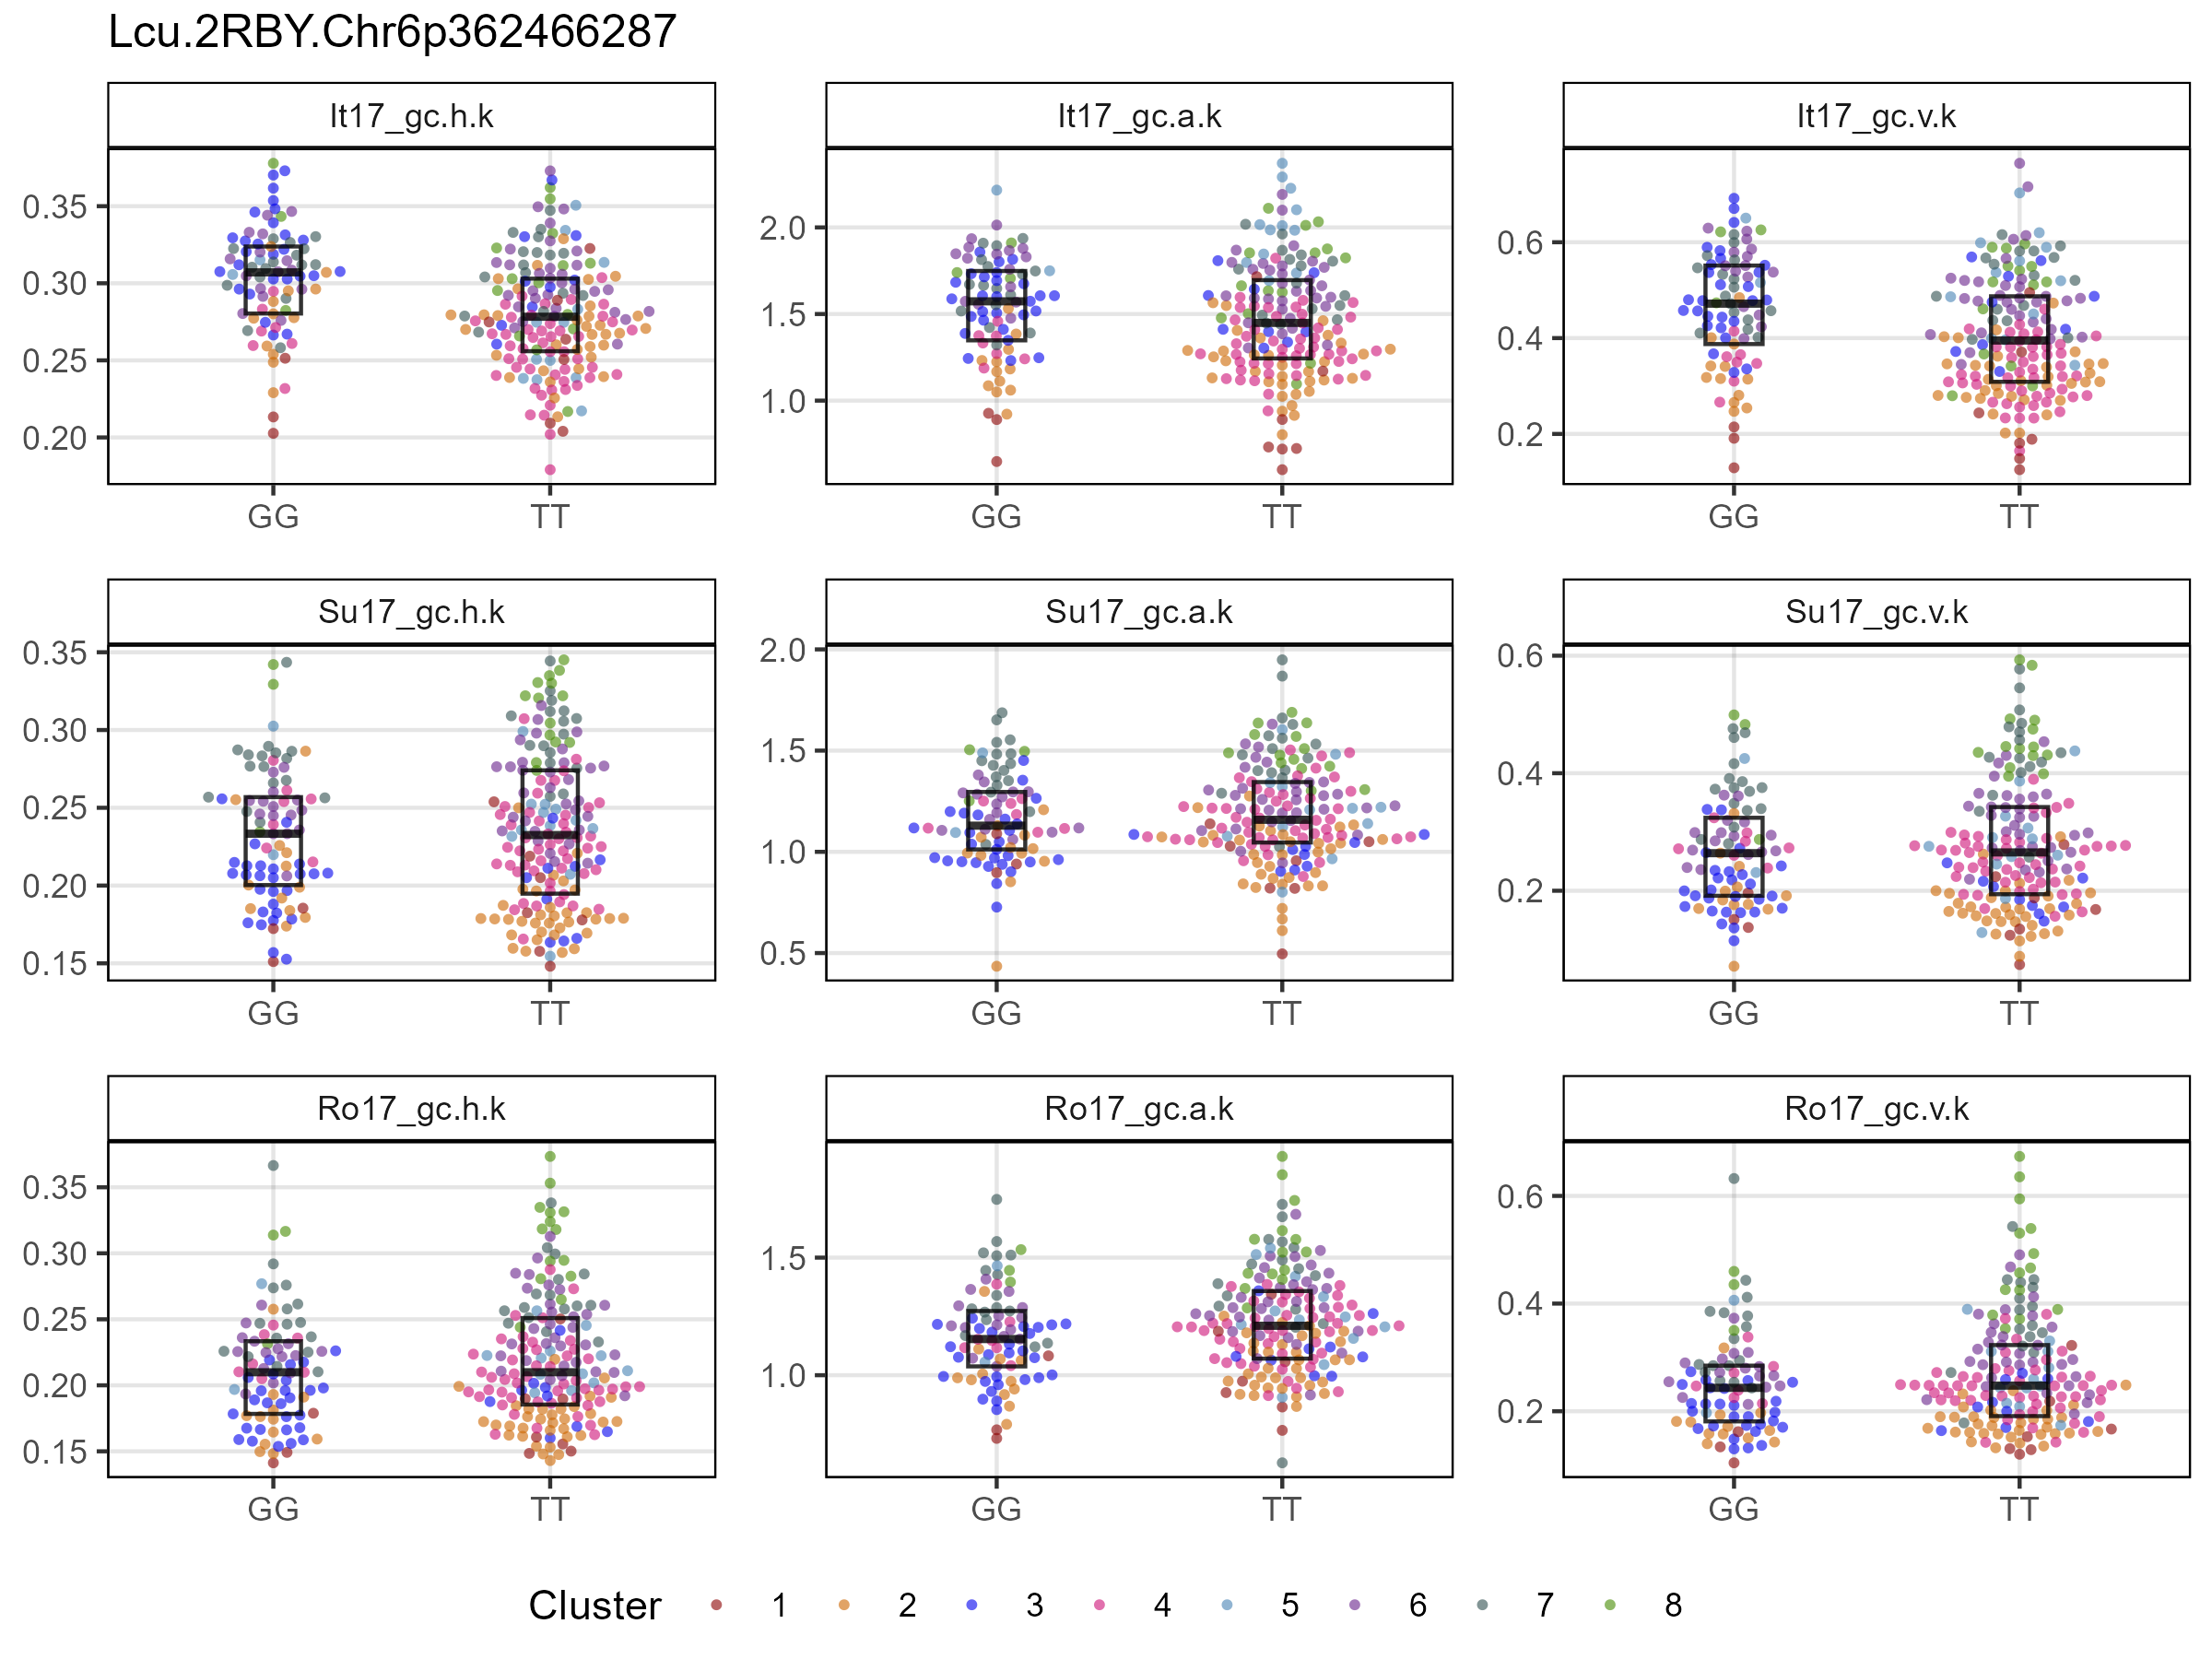 Lcu.2RBY.Chr6p362466287
It17_gc.h.k
It17_gc.a.k
It17_gc.v.k
0.35
0.30
0.25
0.20
GG
TT
2.0
1.5
1.0
GG
TT
0.6
0.4
0.2
GG
TT
Su17_gc.h.k
Su17_gc.a.k
Su17_gc.v.k
0.35
0.30
0.25
0.20
0.15
GG
TT
2.0
1.5
1.0
0.5
GG
TT
0.6
0.4
0.2
GG
TT
Ro17_gc.h.k
Ro17_gc.a.k
Ro17_gc.v.k
0.35
0.30
0.25
0.20
0.15
GG
TT
1.5
1.0
GG
TT
0.6
0.4
0.2
GG
TT
Cluster 1 2 3 4 5 6 7 8